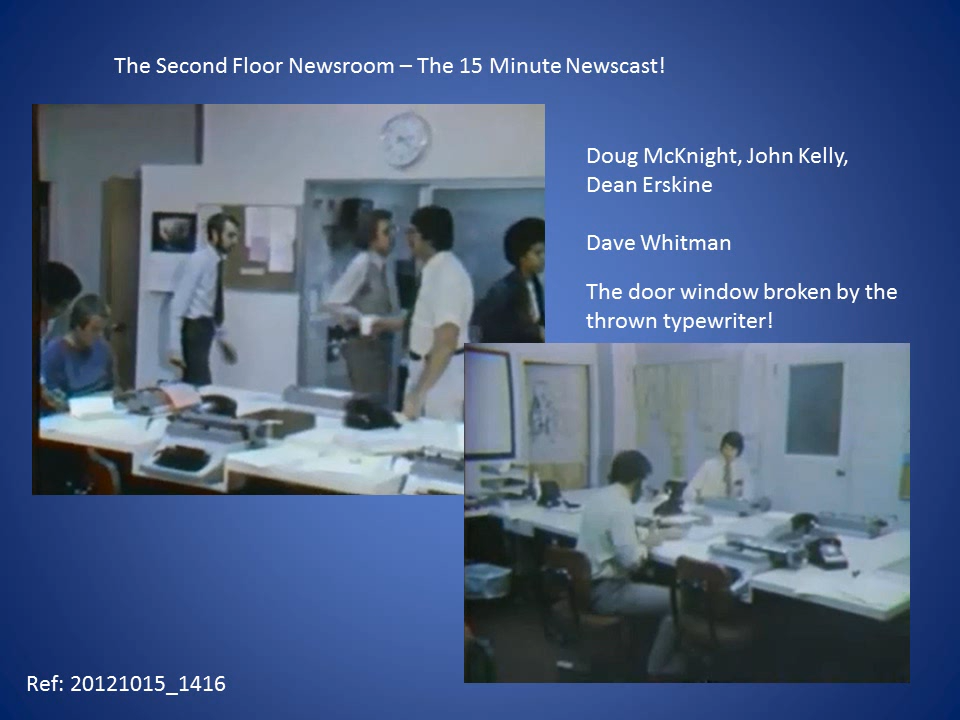 The Second Floor Newsroom – The 15 Minute Newscast!
Doug McKnight, John Kelly,
Dean Erskine
Dave Whitman
The door window broken by the
thrown typewriter!
Ref: 20121015_1416